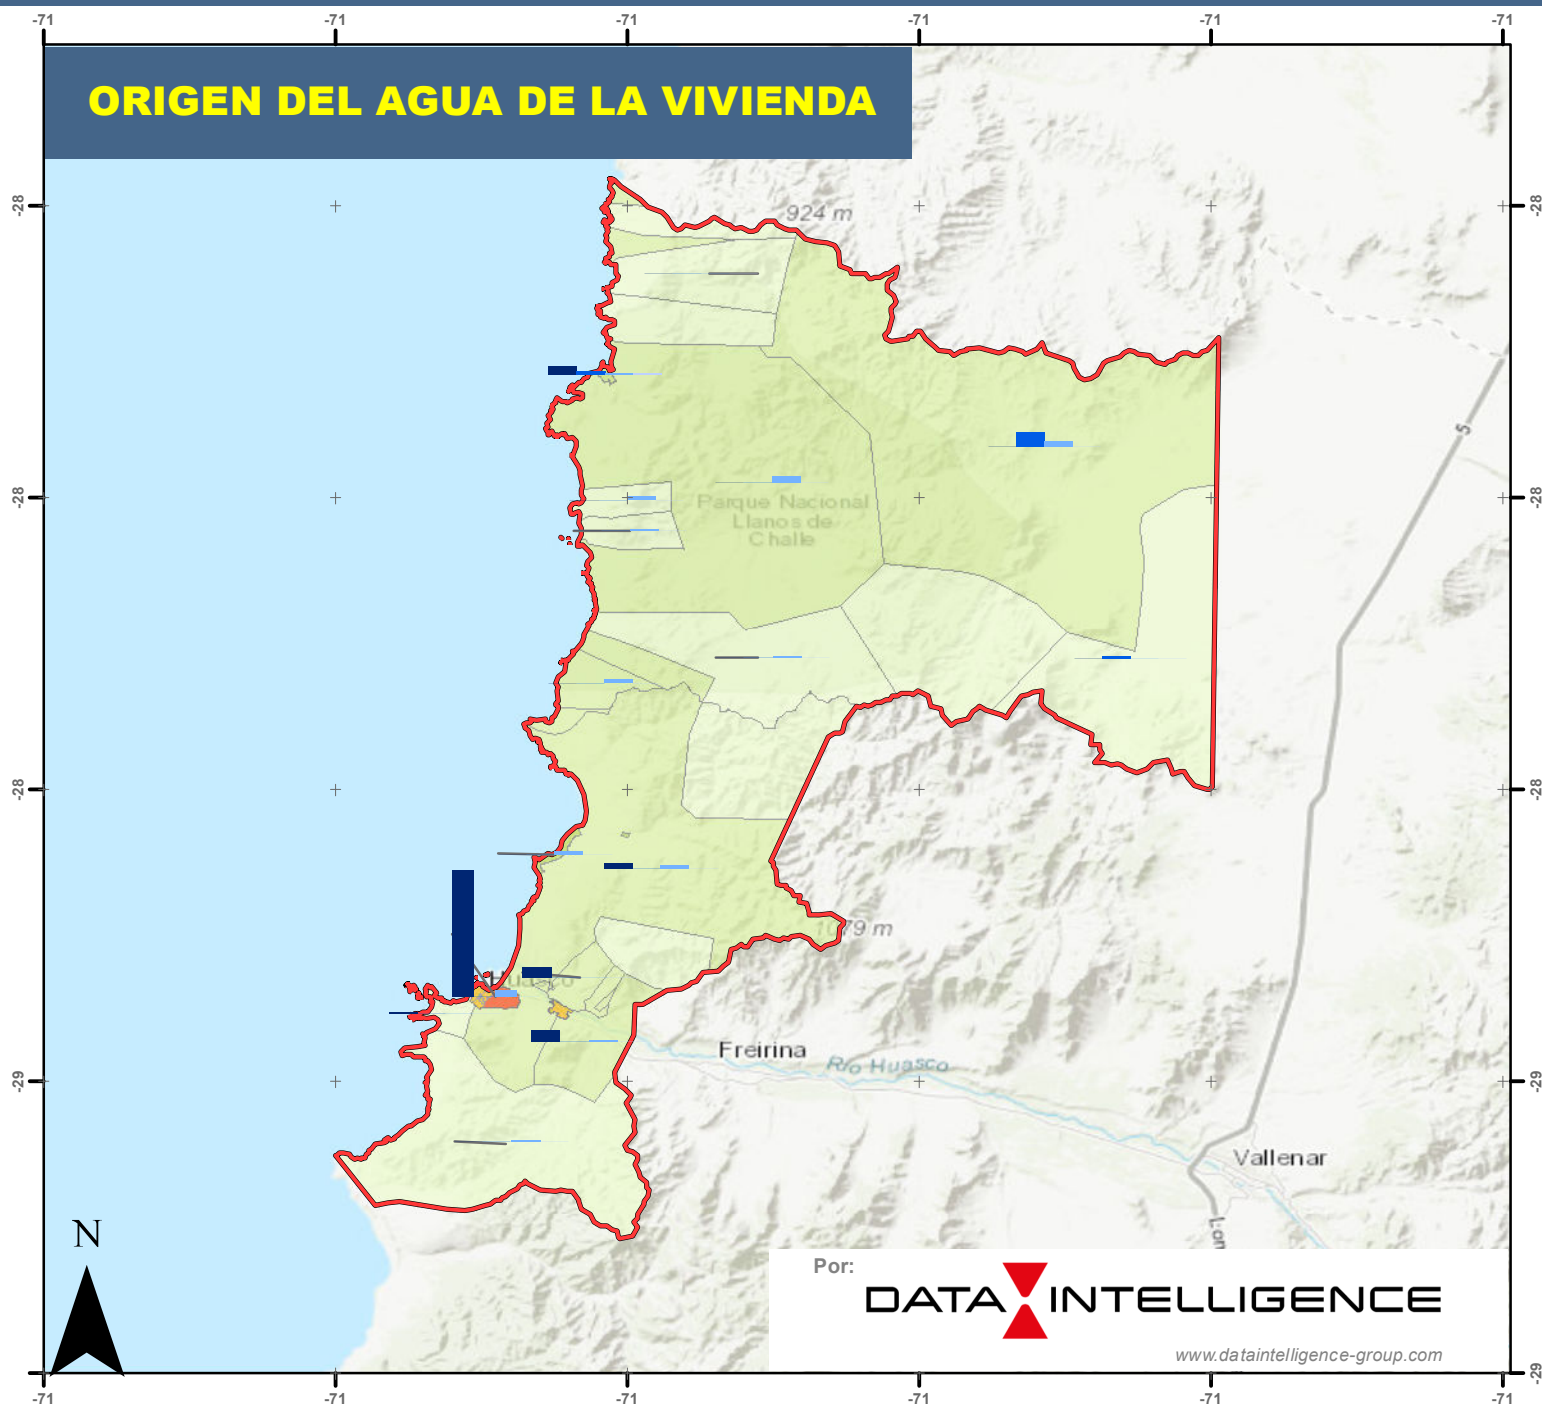 -71 -71 -71 -71 -71 -71
ORIGEN DEL AGUA DE LA VIVIENDA
-28 -28
924 m
-28 -28
Parque Nacional
Llanos de
Challe
5
-28 -28
79 m
Huasco
Freirina
Río Huasco
-29 -29
Vallenar
Lon
N
Por:
DATA INTELLIGENCE
www.dataintelligence-group.com
-29
-71 -71 -71 -71 -71 -71